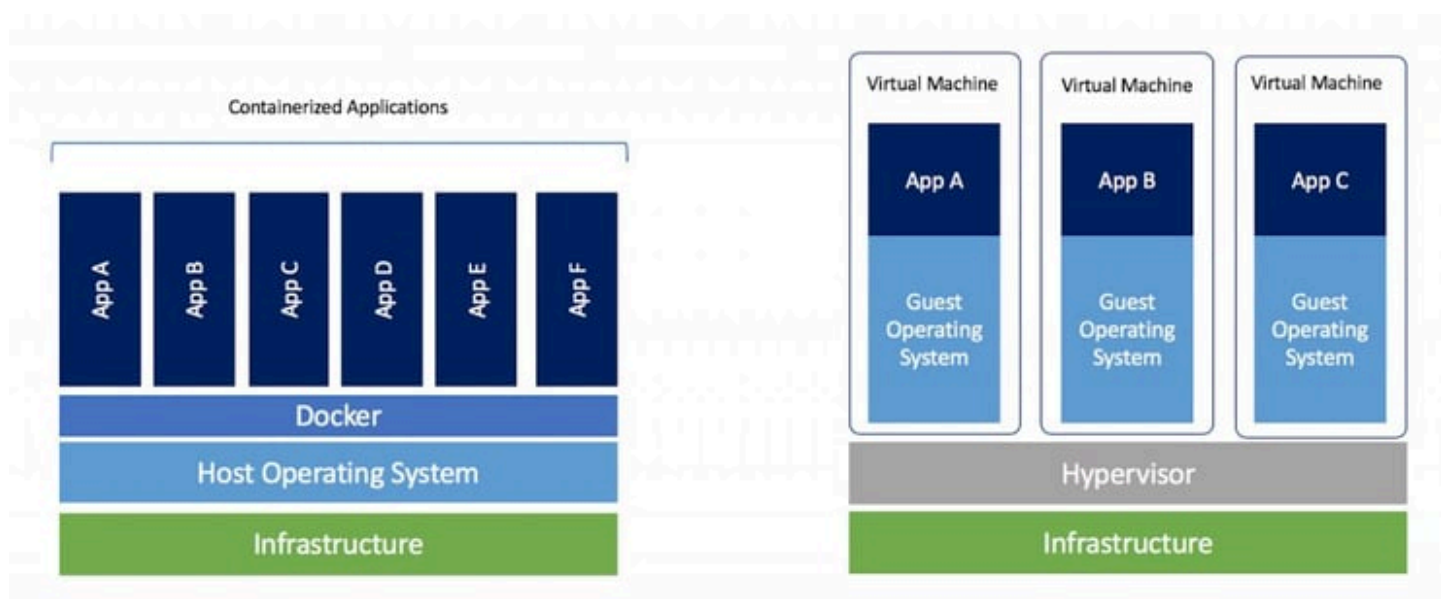 Containerized Applications
App A
App B
App C
App D
App E
App F
Docker
Host Operating System
Infrastructure
Virtual Machine
App A
Guest
Operating
System
Virtual Machine
App B
Guest
Operating
System
Virtual Machine
App C
Guest
Operating
System
Hypervisor
Infrastructure